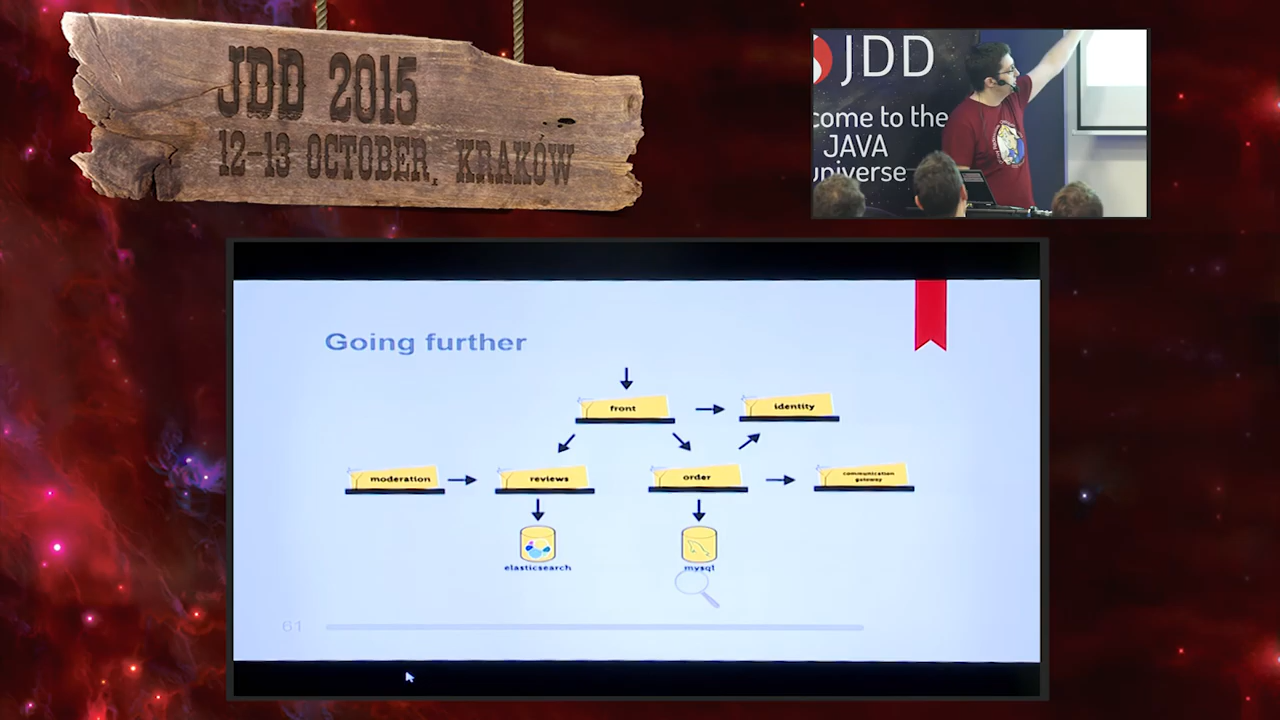 JDD 2015
12-13 OCTOBER, KRAKÓW
JDD
come to the
JAVA
universe
Going further
front
identity
moderation
reviews
order
communication
gateway
elasticsearch
mysql
61